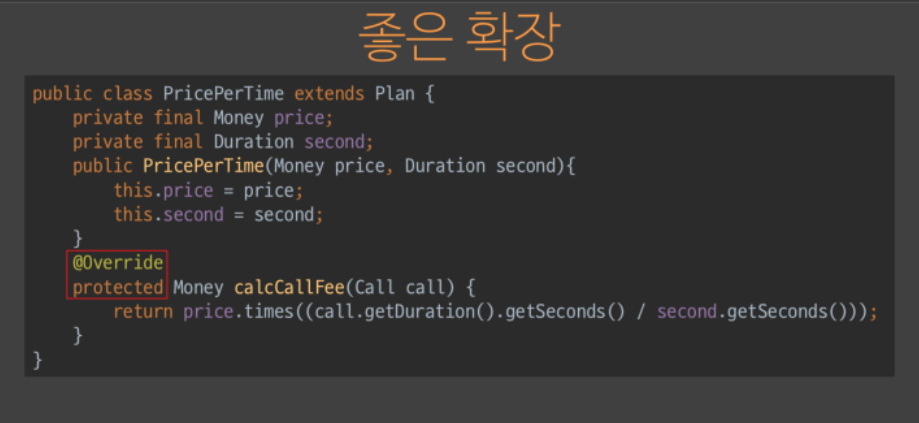 좋은 확장
public class PricePerTime extends Plan {
    private final Money price;
    private final Duration second;
    public PricePerTime(Money price, Duration second){
        this.price = price;
        this.second = second;
    }
    @Override
    protected Money calcCallFee(Call call) {
        return price.times((call.getDuration().getSeconds() / second.getSeconds()));
    }
}